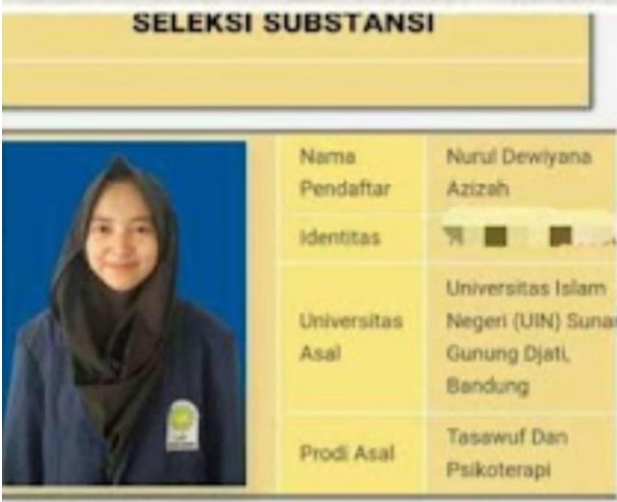 SELEKSI SUBSTANSI
Nama
Pendaftar
Nurul Dewiyana
Azizah
Identitas
Universitas
Asal
Universitas Islam
Negeri (UIN) Sunan
Gunung Djati,
Bandung
Prodi Asal
Tasawuf Dan
Psikoterapi